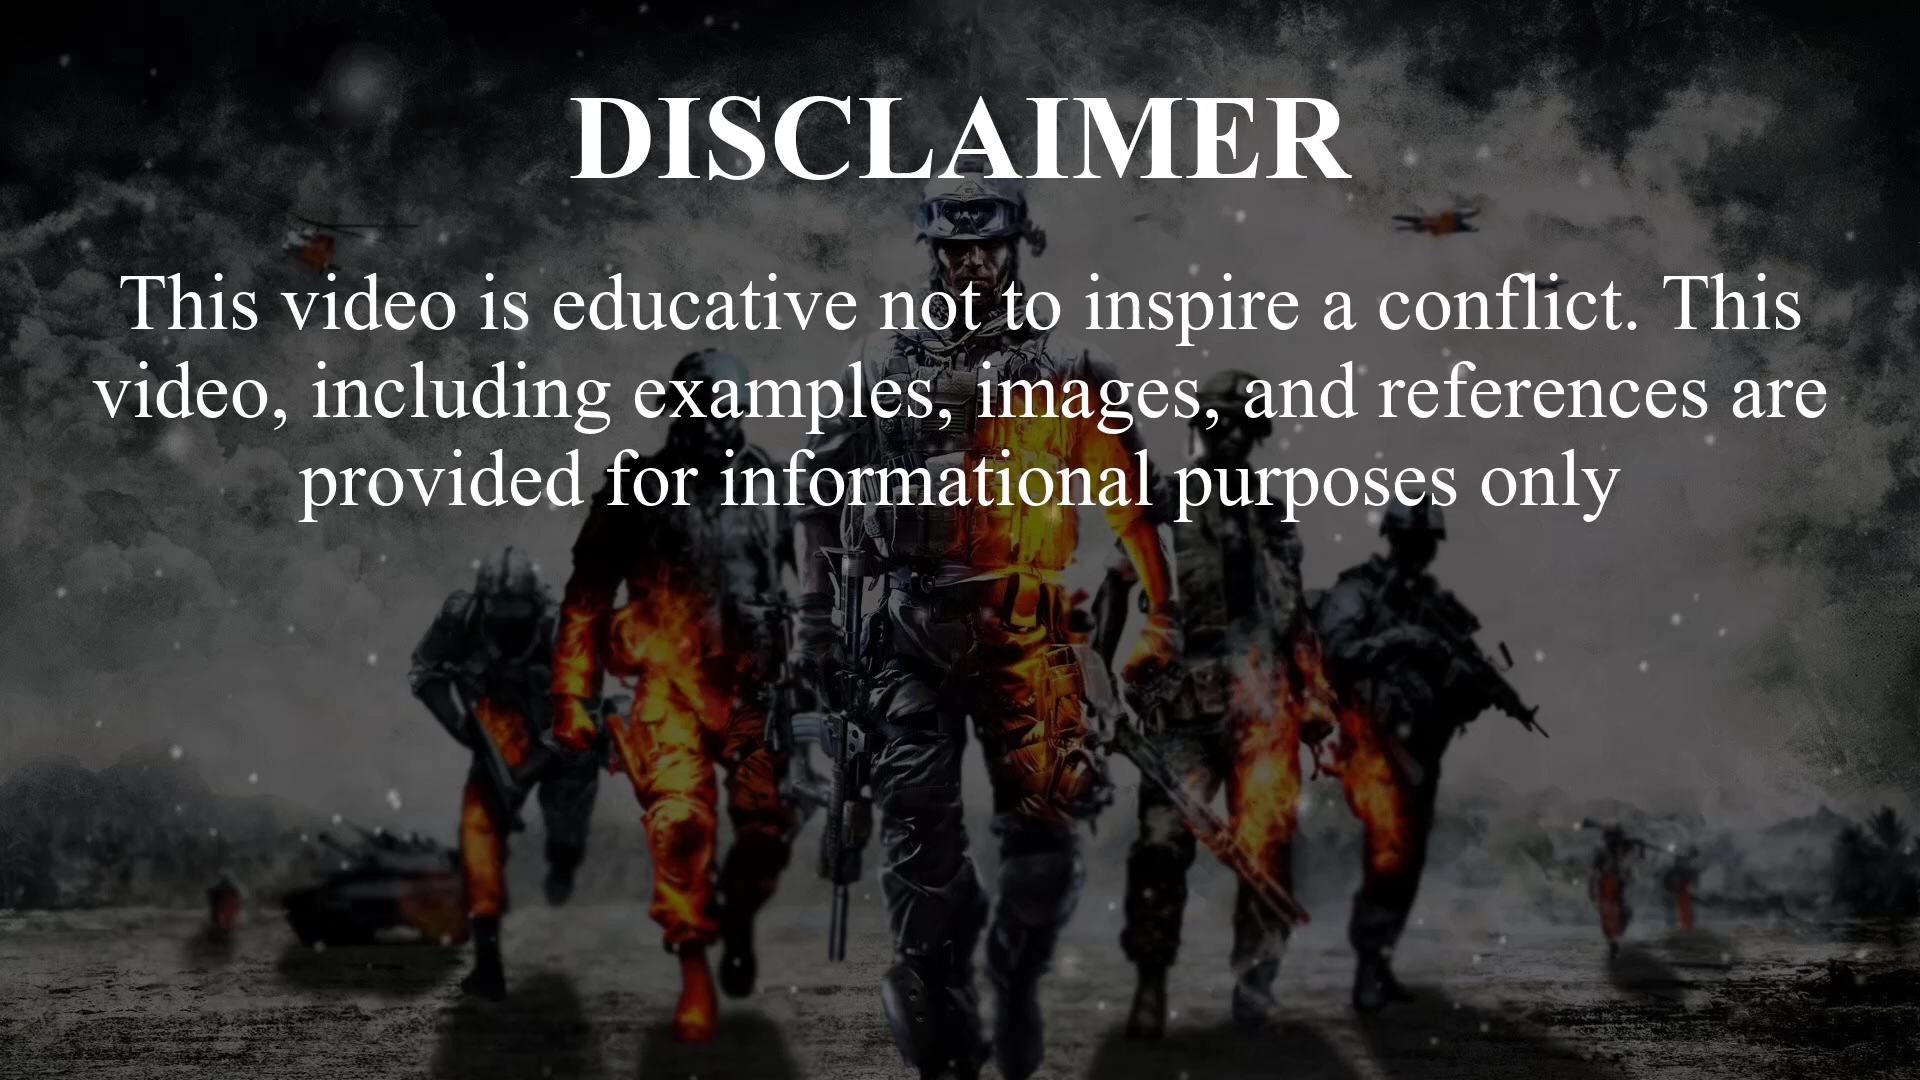 DISCLAIMER
This video is educative not to inspire a conflict. This
video, including examples, images, and references are
provided for informational purposes only